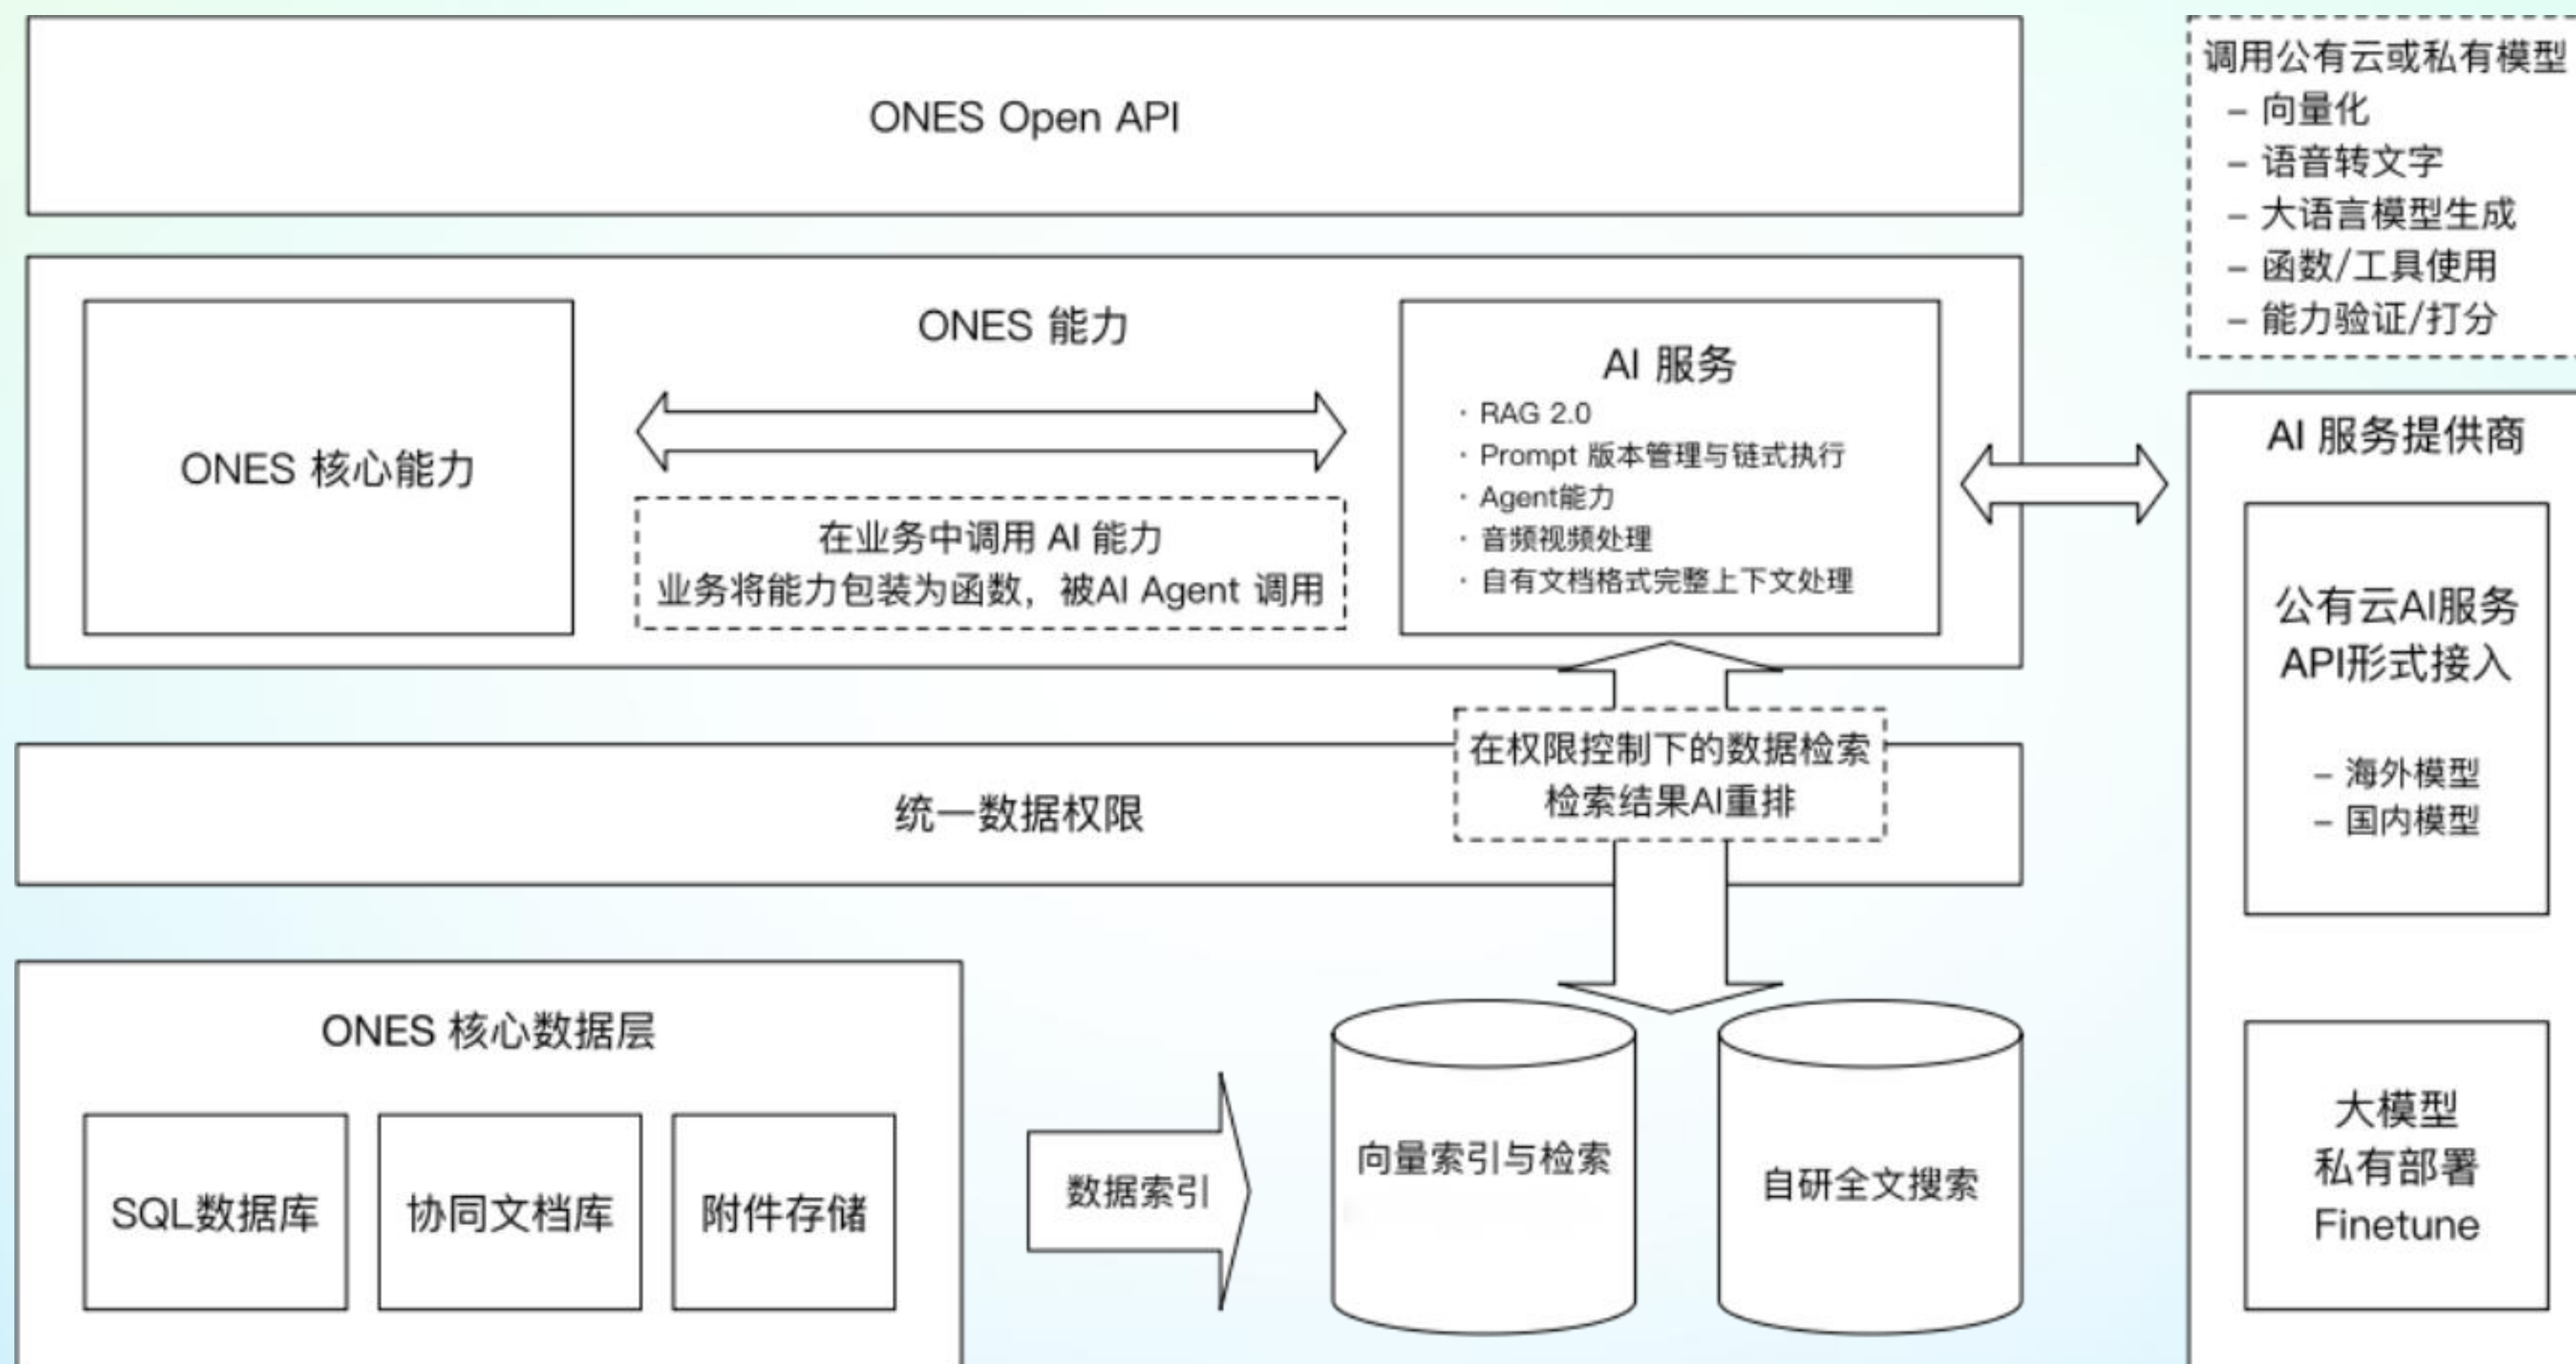 ONES Open API
调用公有云或私有模型
– 向量化
– 语音转文字
– 大语言模型生成
– 函数/工具使用
– 能力验证/打分
ONES 能力
ONES 核心能力
在业务中调用 AI 能力
业务将能力包装为函数，被AI Agent 调用
AI 服务
· RAG 2.0
· Prompt 版本管理与链式执行
· Agent能力
· 音频视频处理
· 自有文档格式完整上下文处理
AI 服务提供商
公有云AI服务
API形式接入
– 海外模型
– 国内模型
大模型
私有部署
Finetune
统一数据权限
在权限控制下的数据检索
检索结果AI重排
ONES 核心数据层
SQL数据库
协同文档库
附件存储
数据索引
向量索引与检索
自研全文搜索